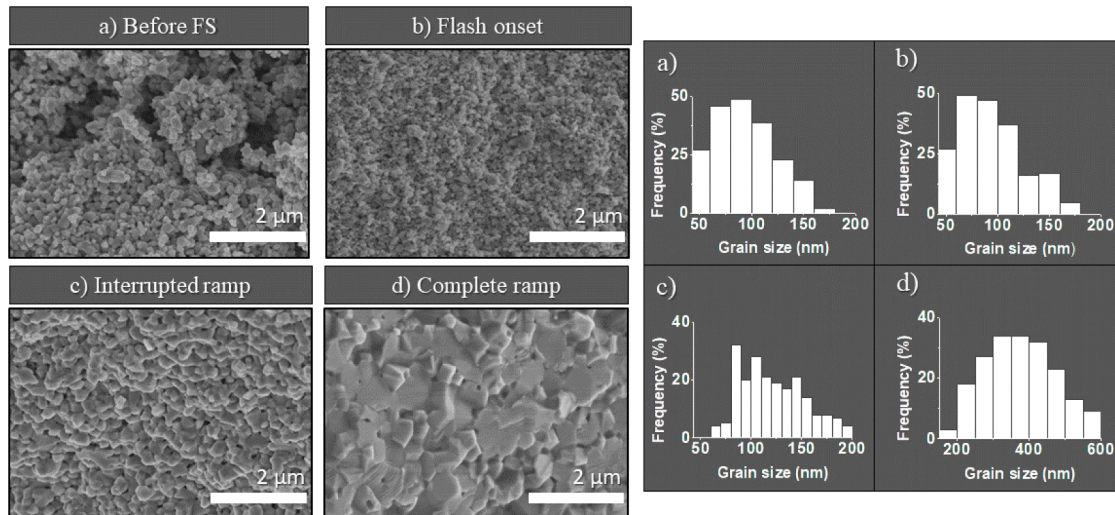 a) Before FS
b) Flash onset
2 µm
2 µm
c) Interrupted ramp
d) Complete ramp
2 µm
2 µm
a)
Frequency (%)
50
25
0
50
100
150
200
Grain size (nm)
b)
Frequency (%)
50
25
0
50
100
150
200
Grain size (nm)
c)
Frequency (%)
40
20
0
50
100
150
200
Grain size (nm)
d)
Frequency (%)
40
20
0
200
400
600
Grain size (nm)